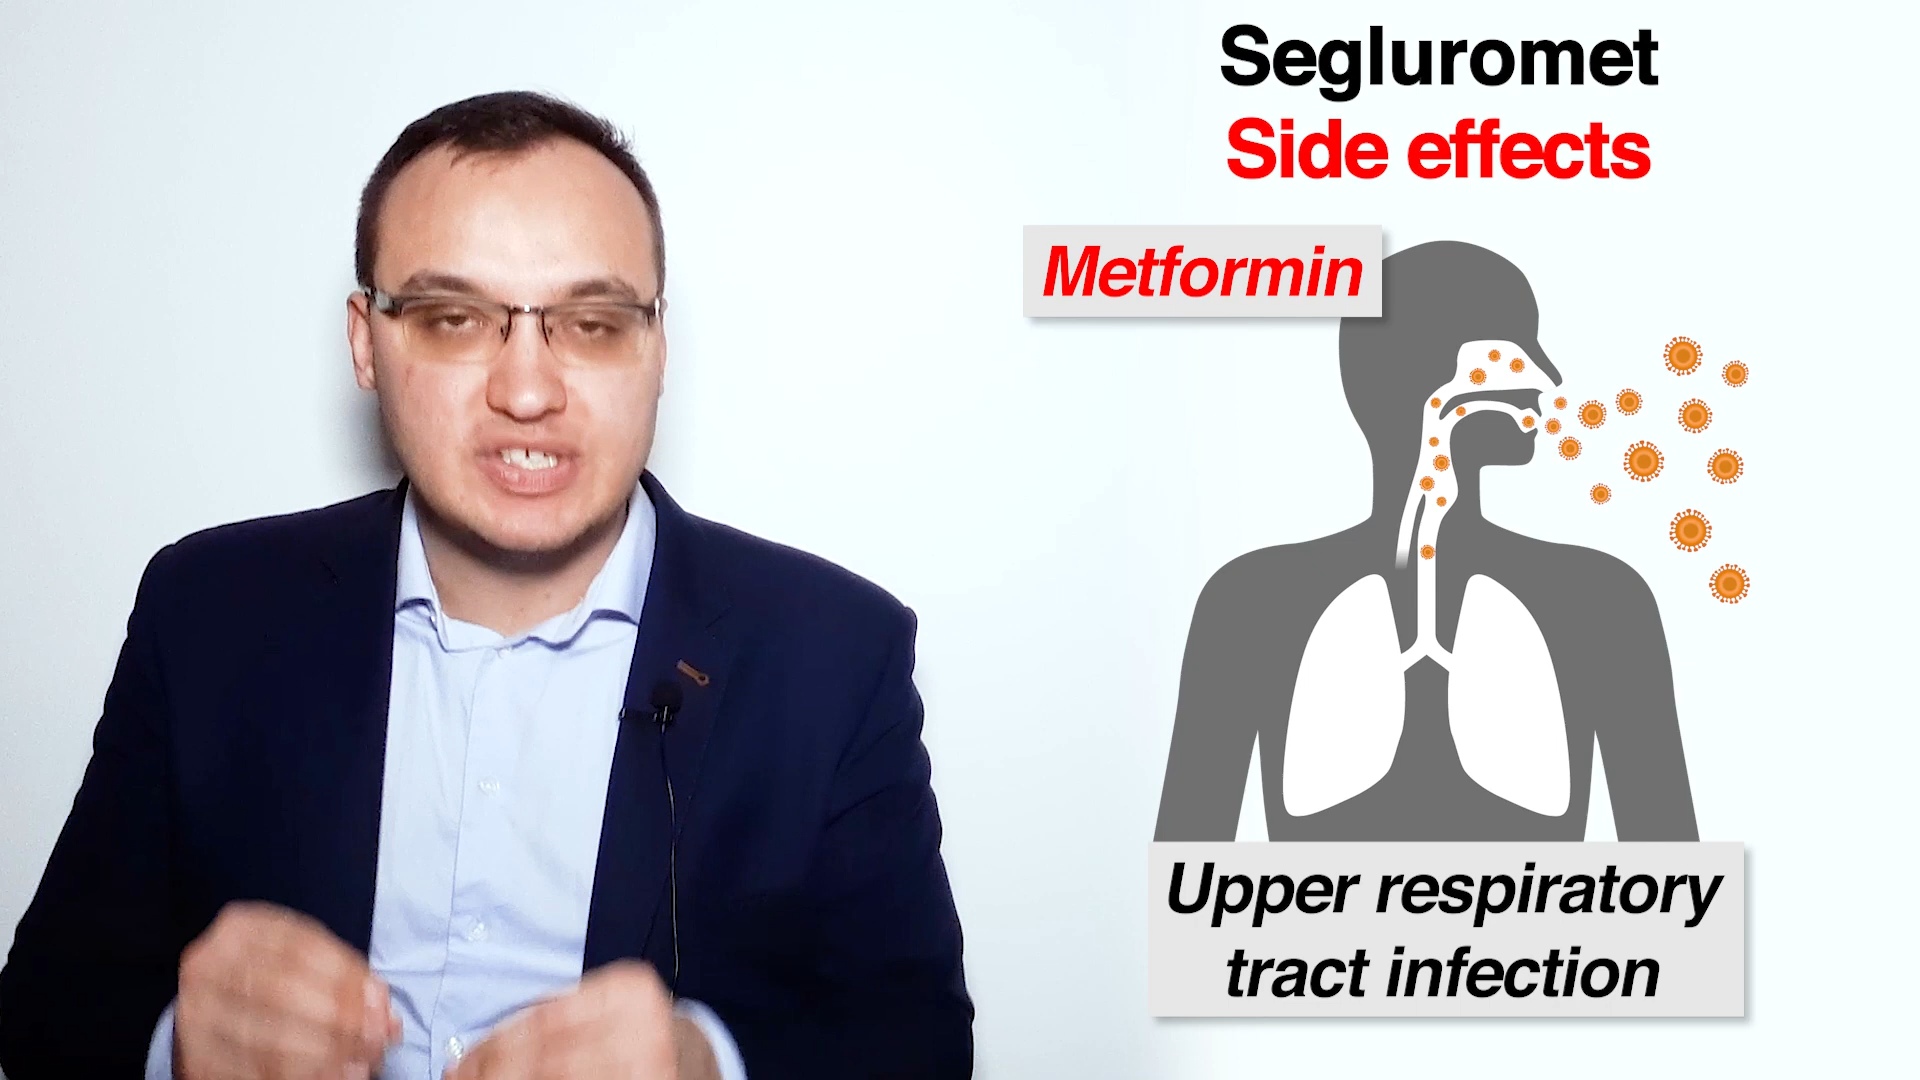 Segluromet
Side effects
Metformin
Upper respiratory
tract infection